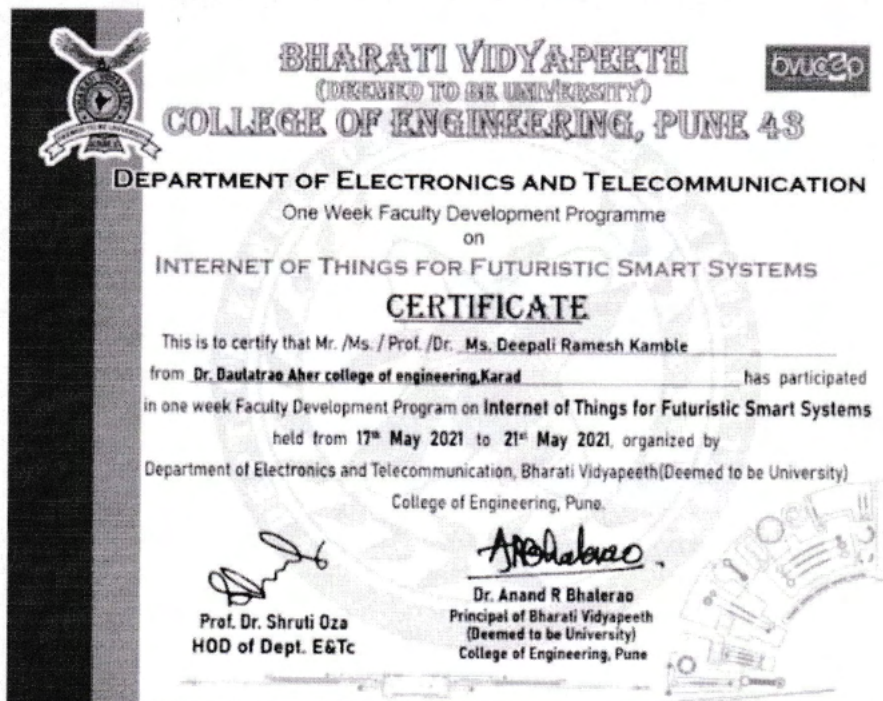 BHARATI VIDYAPEETH
(DEEMED TO BE UNIVERSITY)
COLLEGE OF ENGINEERING, PUNE 43
DEPARTMENT OF ELECTRONICS AND TELECOMMUNICATION
One Week Faculty Development Programme
on
INTERNET OF THINGS FOR FUTURISTIC SMART SYSTEMS
CERTIFICATE
This is to certify that Mr. /Ms. / Prof. /Dr. Ms. Deepali Ramesh Kamble
from Dr. Daulatrao Aher college of engineering,Karad has participated
in one week Faculty Development Program on Internet of Things for Futuristic Smart Systems
held from 17th May 2021 to 21st May 2021, organized by
Department of Electronics and Telecommunication, Bharati Vidyapeeth(Deemed to be University)
College of Engineering, Pune.
ARBhalerao
Prof. Dr. Shruti Oza
HOD of Dept. E&Tc
Dr. Anand R Bhalerao
Principal of Bharati Vidyapeeth
(Deemed to be University)
College of Engineering, Pune